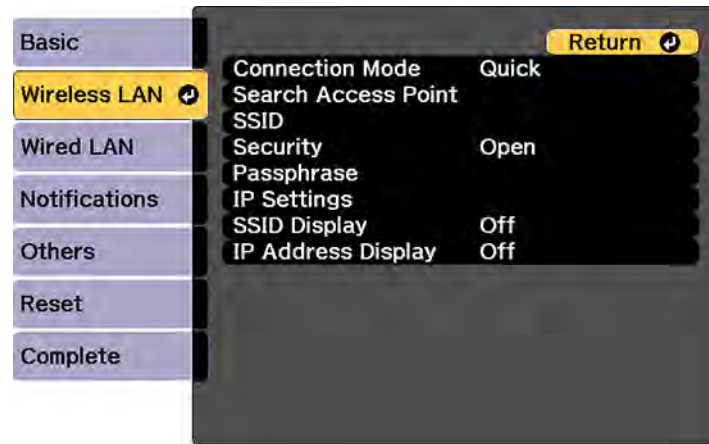 Basic
Wireless LAN
Wired LAN
Notifications
Others
Reset
Complete
Return
Connection Mode Quick
Search Access Point
SSID
Security Open
Passphrase
IP Settings
SSID Display Off
IP Address Display Off